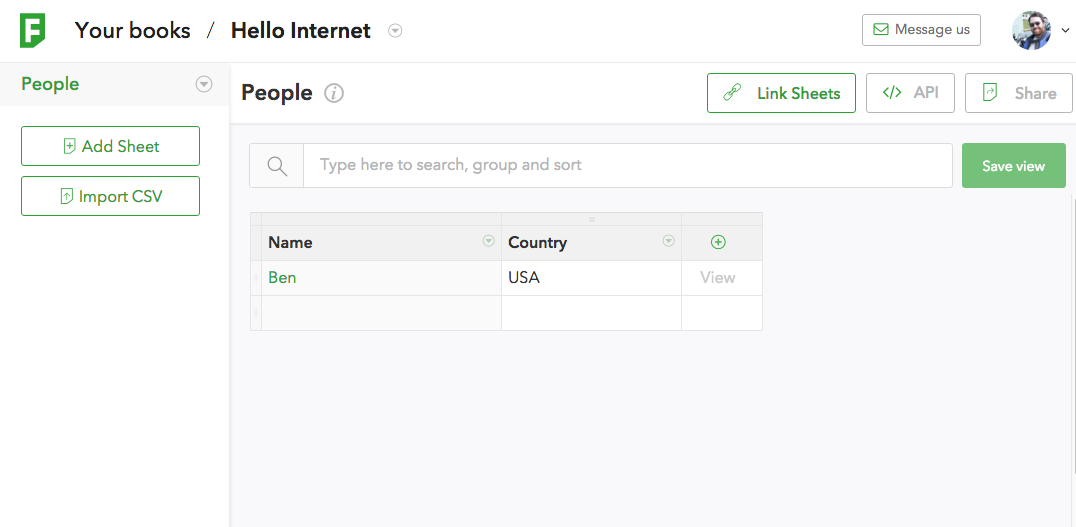 F Your books / Hello Internet Message us
People
Add Sheet
Import CSV
People i Link Sheets </> API Share
Type here to search, group and sort Save view
Name Country
Ben USA View